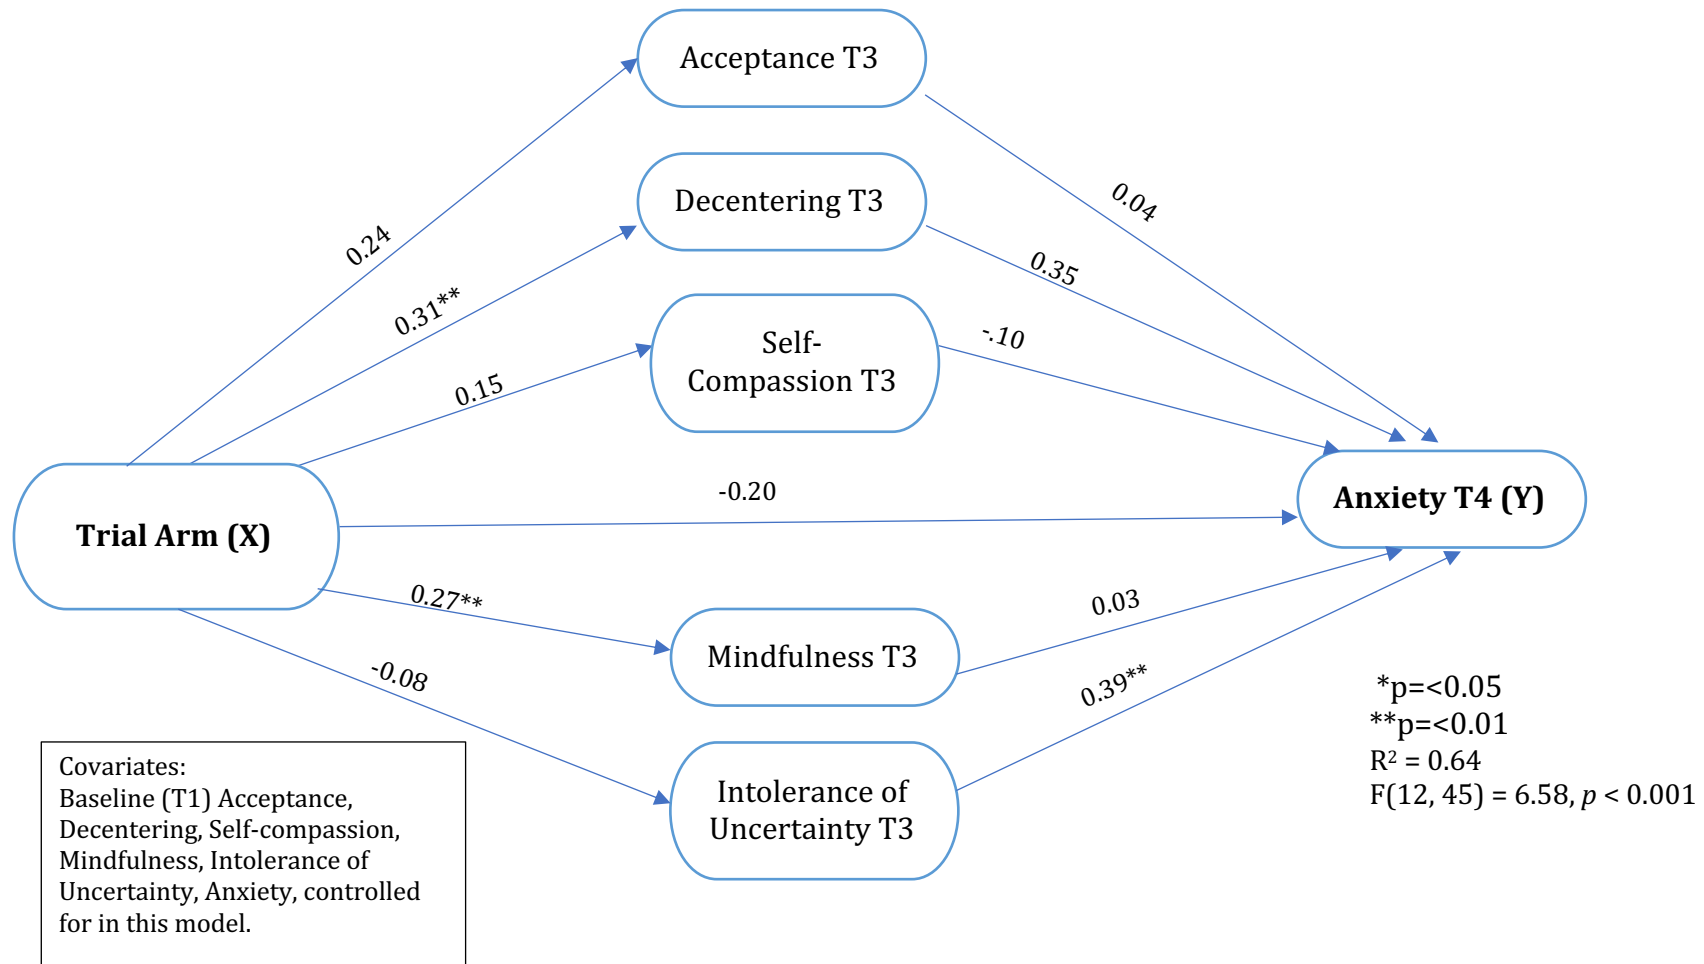 Acceptance T3
0.04
Decentering T3
0.24
0.35
0.31**
Self-
Compassion T3
-.10
0.15
-0.20
Trial Arm (X)
Anxiety T4 (Y)
0.27**
0.03
Mindfulness T3
-0.08
0.39**
Intolerance of
Uncertainty T3
*p=<0.05
**p=<0.01
R² = 0.64
F(12, 45) = 6.58, p < 0.001
Covariates:
Baseline (T1) Acceptance,
Decentering, Self-compassion,
Mindfulness, Intolerance of
Uncertainty, Anxiety, controlled
for in this model.